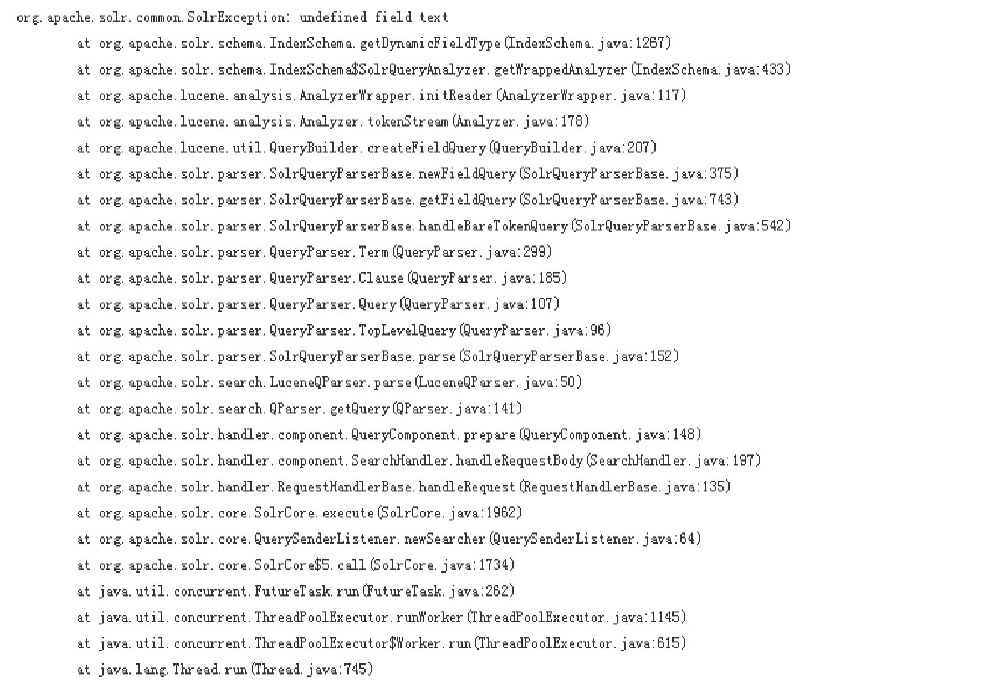 org.apache.solr.common.SolrException: undefined field text
at org.apache.solr.schema.IndexSchema.getDynamicFieldType(IndexSchema.java:1267)
at org.apache.solr.schema.IndexSchema$SolrQueryAnalyzer.getWrappedAnalyzer(IndexSchema.java:433)
at org.apache.lucene.analysis.AnalyzerWrapper.initReader(AnalyzerWrapper.java:117)
at org.apache.lucene.analysis.Analyzer.tokenStream(Analyzer.java:178)
at org.apache.lucene.util.QueryBuilder.createFieldQuery(QueryBuilder.java:207)
at org.apache.solr.parser.SolrQueryParserBase.newFieldQuery(SolrQueryParserBase.java:375)
at org.apache.solr.parser.SolrQueryParserBase.getFieldQuery(SolrQueryParserBase.java:743)
at org.apache.solr.parser.SolrQueryParserBase.handleBareTokenQuery(SolrQueryParserBase.java:542)
at org.apache.solr.parser.QueryParser.Term(QueryParser.java:299)
at org.apache.solr.parser.QueryParser.Clause(QueryParser.java:185)
at org.apache.solr.parser.QueryParser.Query(QueryParser.java:107)
at org.apache.solr.parser.QueryParser.TopLevelQuery(QueryParser.java:96)
at org.apache.solr.parser.SolrQueryParserBase.parse(SolrQueryParserBase.java:152)
at org.apache.solr.search.LuceneQParser.parse(LuceneQParser.java:50)
at org.apache.solr.search.QParser.getQuery(QParser.java:141)
at org.apache.solr.handler.component.QueryComponent.prepare(QueryComponent.java:148)
at org.apache.solr.handler.component.SearchHandler.handleRequestBody(SearchHandler.java:197)
at org.apache.solr.handler.RequestHandlerBase.handleRequest(RequestHandlerBase.java:135)
at org.apache.solr.core.SolrCore.execute(SolrCore.java:1962)
at org.apache.solr.core.QuerySenderListener.newSearcher(QuerySenderListener.java:64)
at org.apache.solr.core.SolrCore$5.call(SolrCore.java:1734)
at java.util.concurrent.FutureTask.run(FutureTask.java:262)
at java.util.concurrent.ThreadPoolExecutor.runWorker(ThreadPoolExecutor.java:1145)
at java.util.concurrent.ThreadPoolExecutor$Worker.run(ThreadPoolExecutor.java:615)
at java.lang.Thread.run(Thread.java:745)